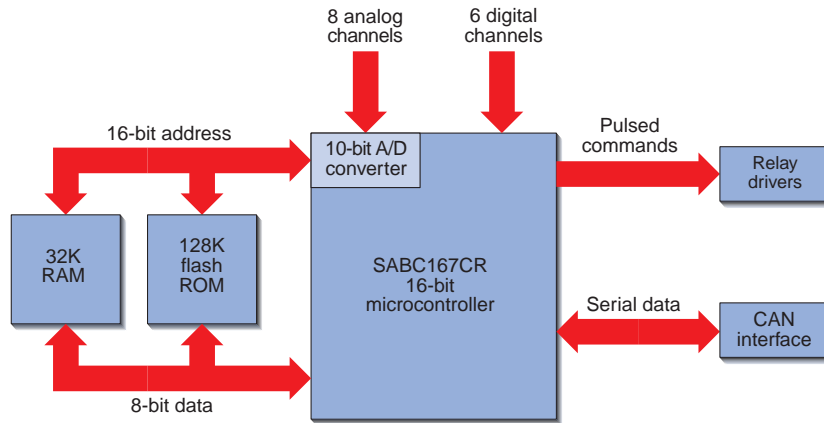 8 analog
channels
6 digital
channels
16-bit address
10-bit A/D
converter
Pulsed
commands
Relay
drivers
32K
RAM
128K
flash
ROM
SABC167CR
16-bit
microcontroller
Serial data
CAN
interface
8-bit data